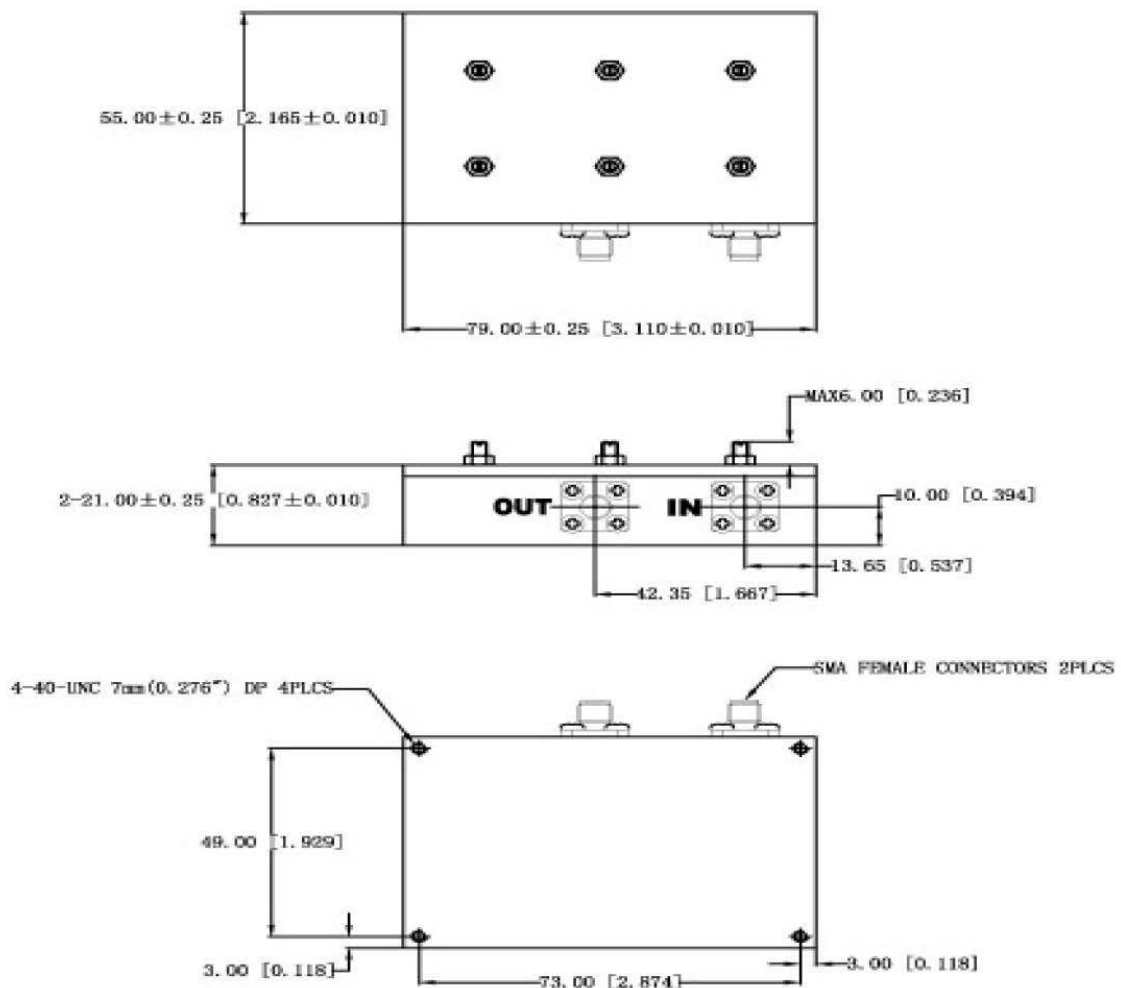 55.00±0.25 [2.165±0.010]
79.00±0.25 [3.110±0.010]
MAX6.00 [0.236]
2-21.00±0.25 [0.827±0.010]
OUT
IN
10.00 [0.394]
13.65 [0.537]
42.35 [1.667]
SMA FEMALE CONNECTORS 2PLCS
4-40-UNC 7mm(0.276") DP 4PLCS
49.00 [1.929]
3.00 [0.118]
73.00 [2.874]
3.00 [0.118]